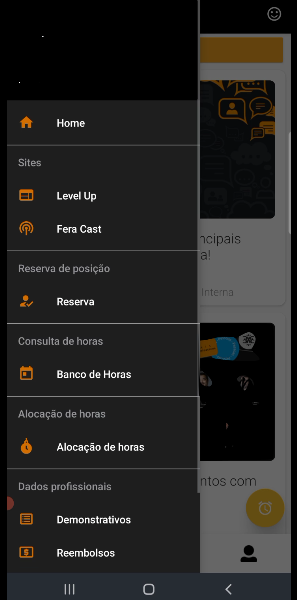 Home
Sites
Level Up
Fera Cast
Reserva de posição
Reserva
Consulta de horas
Banco de Horas
Alocação de horas
Alocação de horas
Dados profissionais
Demonstrativos
Reembolsos
ncipais
a!
Interna
ntos com